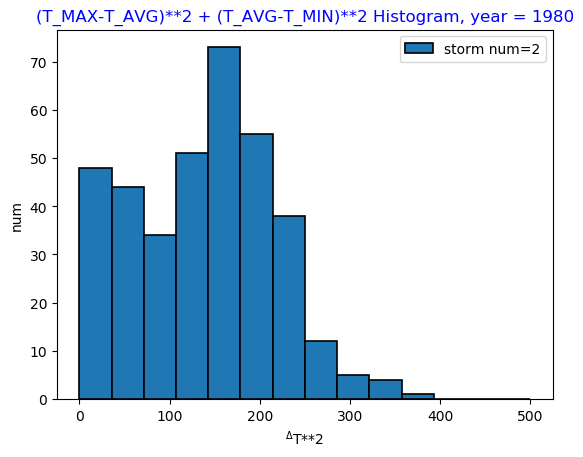 (T_MAX-T_AVG)**2 + (T_AVG-T_MIN)**2 Histogram, year = 1980
storm num=2
70
60
50
40
30
20
10
0
num
0 100 200 300 400 500
ΔT**2